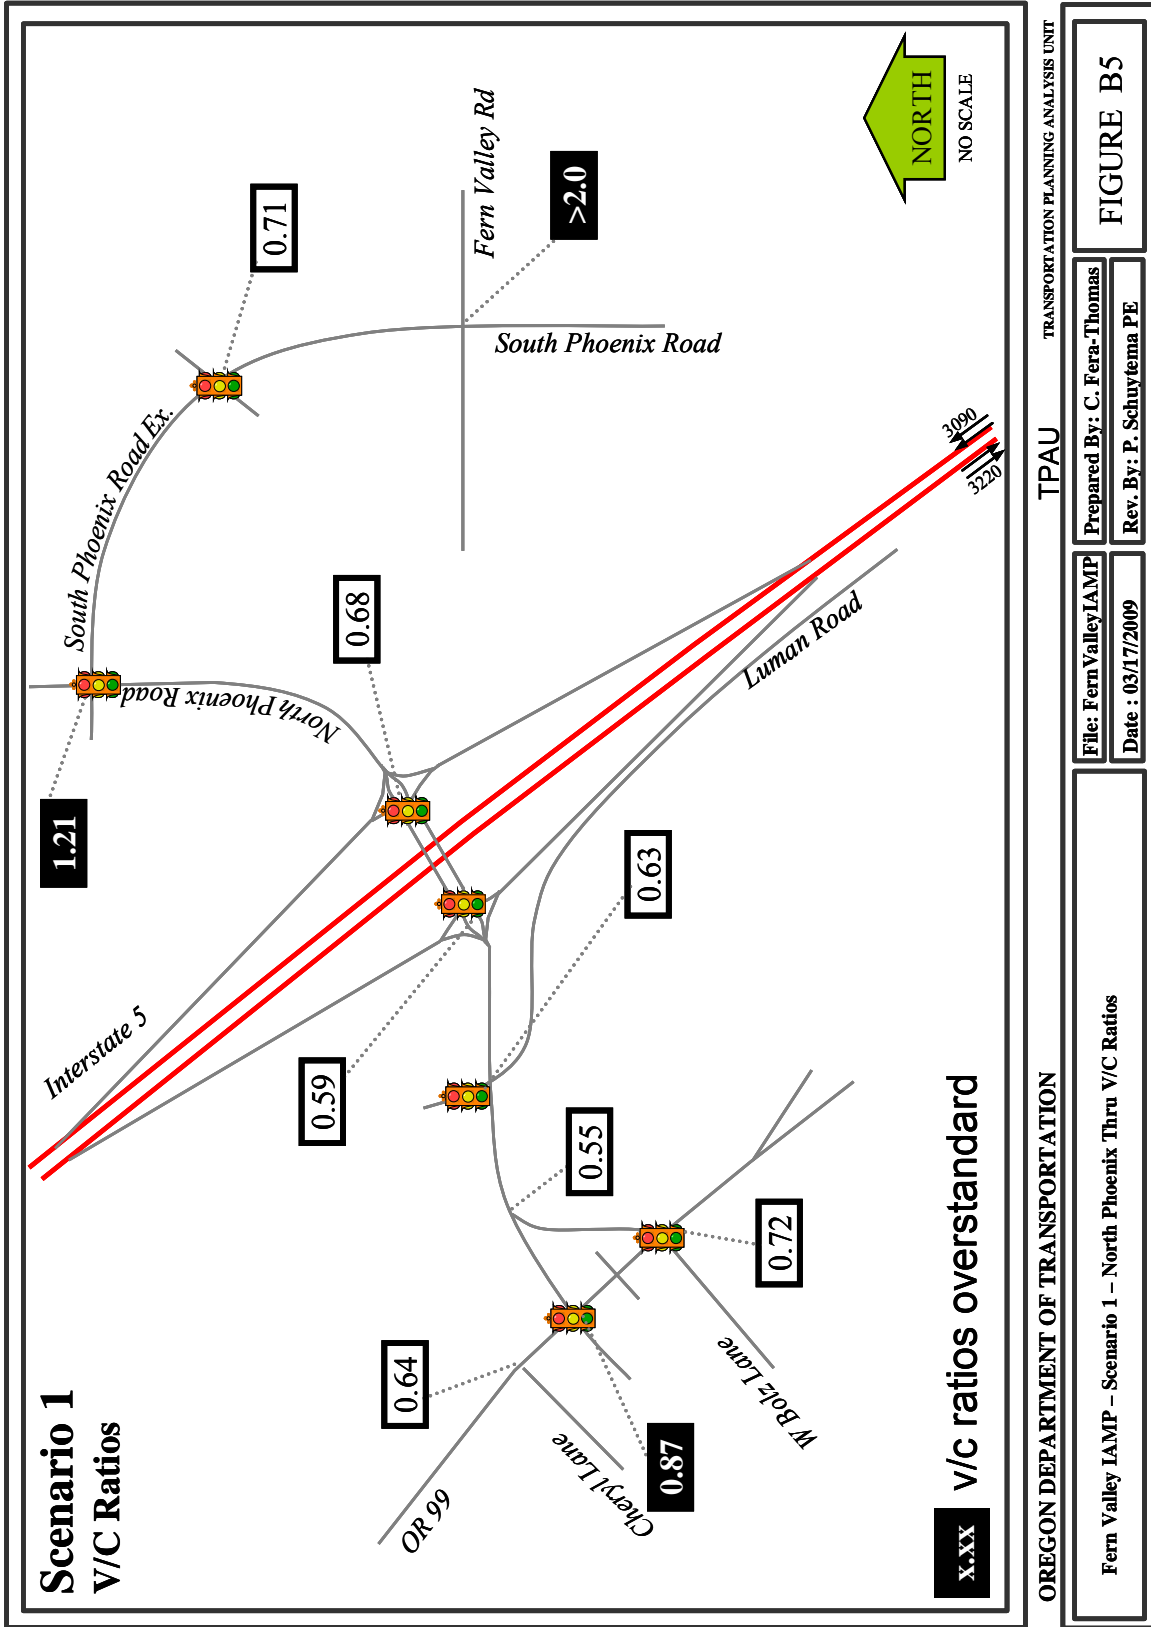 Scenario 1
V/C Ratios
Interstate 5
South Phoenix Road Ex.
North Phoenix Road
South Phoenix Road
Fern Valley Rd
Luman Road
OR 99
Cheryl Lane
W Bolz Lane
1.21
0.71
>2.0
0.68
0.59
0.63
0.55
0.64
0.72
0.87
3090
3220
x.xx v/c ratios overstandard
NORTH
NO SCALE
OREGON DEPARTMENT OF TRANSPORTATION
TPAU
TRANSPORTATION PLANNING ANALYSIS UNIT
Fern Valley IAMP – Scenario 1 – North Phoenix Thru V/C Ratios
File: FernValleyIAMP
Date : 03/17/2009
Prepared By: C. Fera-Thomas
Rev. By: P. Schuytema PE
FIGURE B5